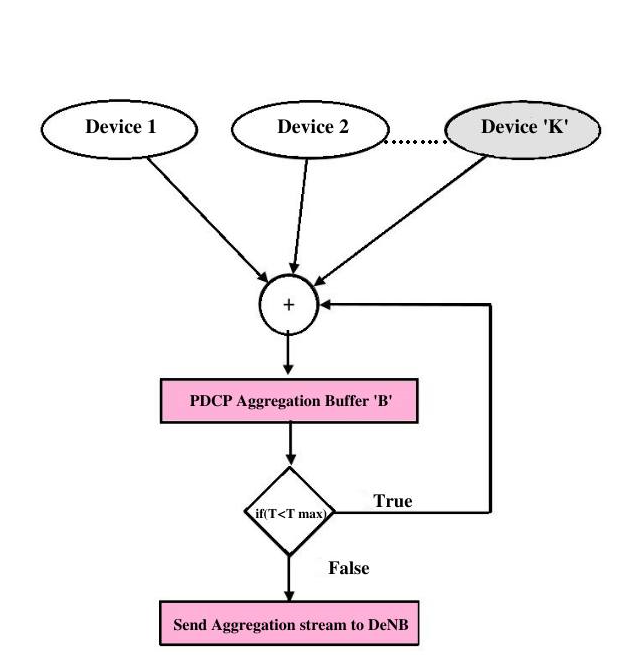 Device 1
Device 2
Device 'K'
+
PDCP Aggregation Buffer 'B'
if(T<T max)
True
False
Send Aggregation stream to DeNB